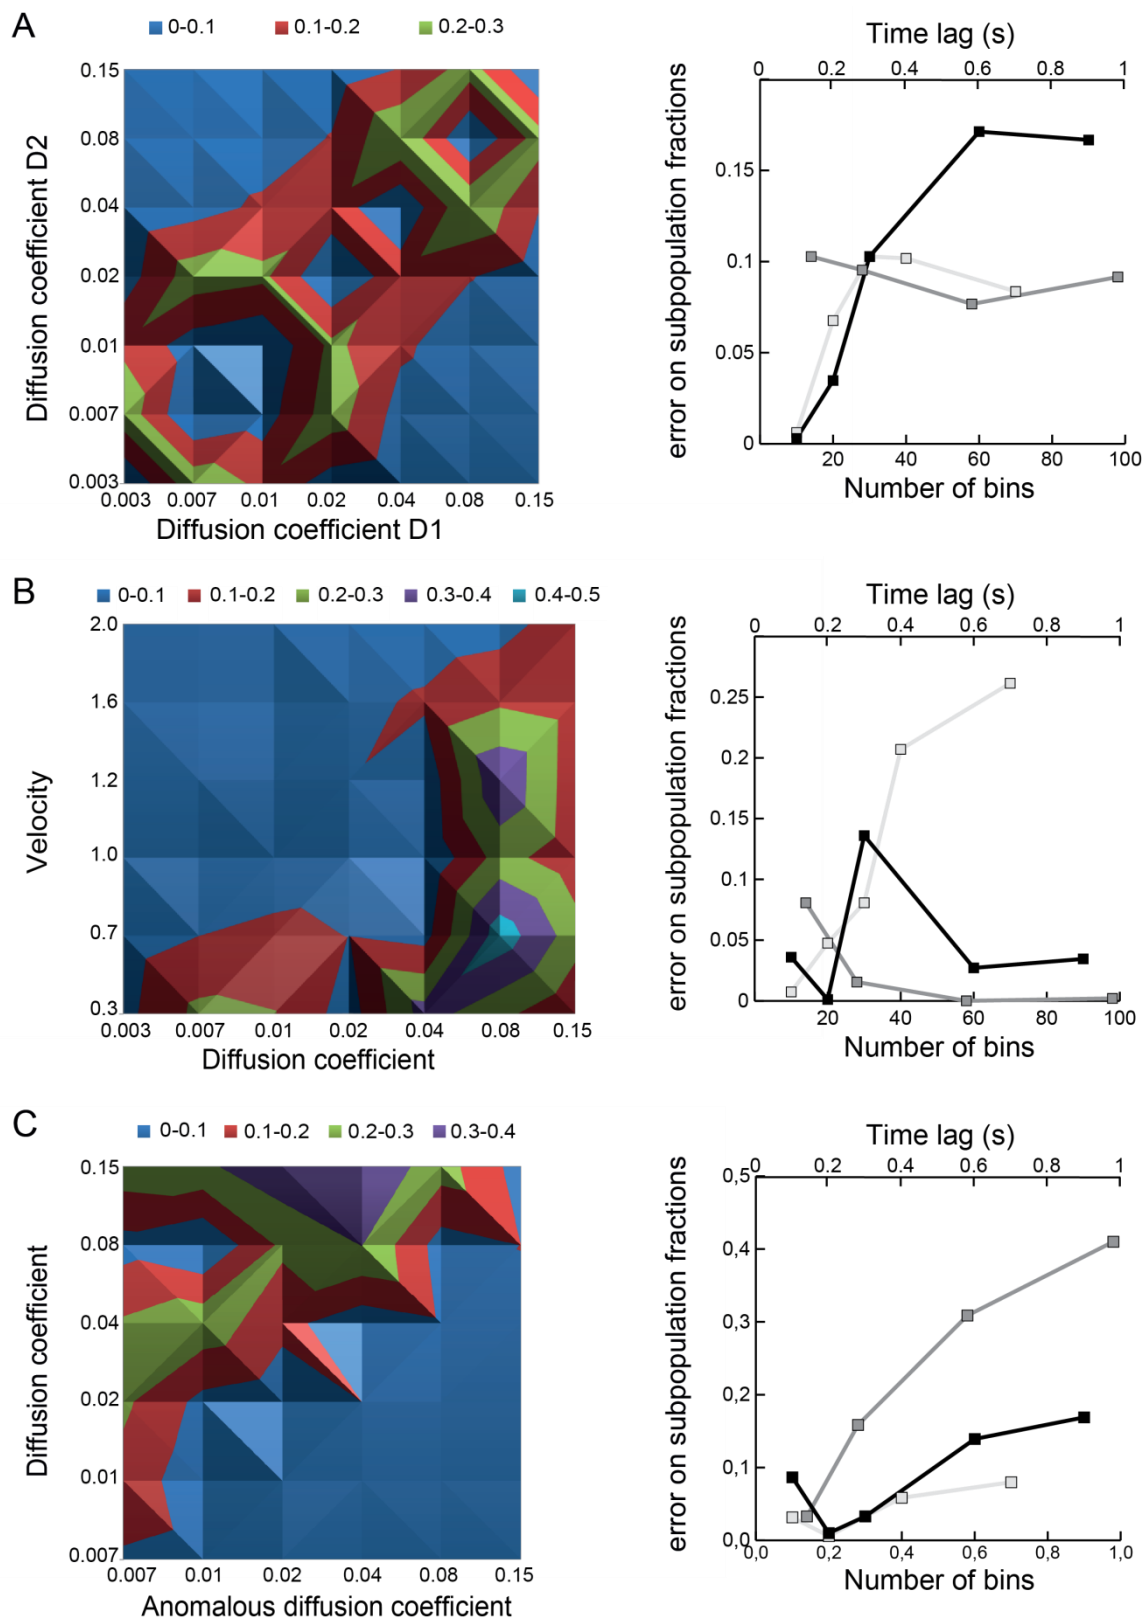 A
0-0.1 0.1-0.2 0.2-0.3
0.15
0.08
0.04
0.02
0.01
0.007
0.003
Diffusion coefficient D2
0.003 0.007 0.01 0.02 0.04 0.08 0.15
Diffusion coefficient D1
Time lag (s)
0 0.2 0.4 0.6 0.8 1
error on subpopulation fractions
0.15
0.1
0.05
0
20 40 60 80 100
Number of bins
B
0-0.1 0.1-0.2 0.2-0.3 0.3-0.4 0.4-0.5
2.0
1.6
1.2
1.0
0.7
0.3
Velocity
0.003 0.007 0.01 0.02 0.04 0.08 0.15
Diffusion coefficient
Time lag (s)
0 0.2 0.4 0.6 0.8 1
error on subpopulation fractions
0.25
0.2
0.15
0.1
0.05
0
20 40 60 80 100
Number of bins
C
0-0.1 0.1-0.2 0.2-0.3 0.3-0.4
0.15
0.08
0.04
0.02
0.01
0.007
Diffusion coefficient
0.007 0.01 0.02 0.04 0.08 0.15
Anomalous diffusion coefficient
Time lag (s)
0 0.2 0.4 0.6 0.8 1
error on subpopulation fractions
0,5
0,4
0,3
0,2
0,1
0,0
0,0 0,2 0,4 0,6 0,8 1,0
Number of bins